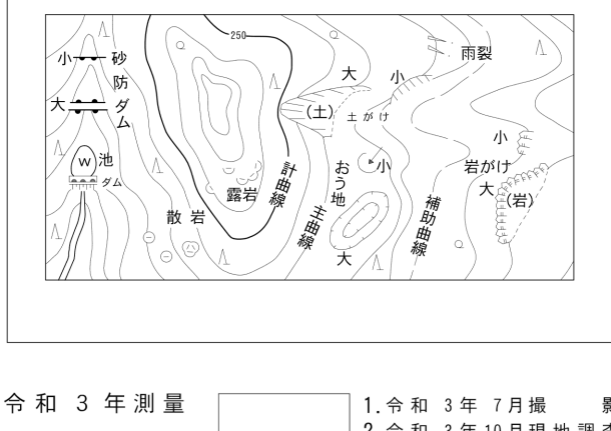 250
雨裂
小 砂防ダム
大
大
小
(土)
土がけ
小
W 池
ダム
小
岩がけ
大
(岩)
露岩
計曲線
おう地
主曲線
大
補助曲線
散岩
令和 3 年測量
1. 令和 3年 7月撮 影
2. 令和 3年10月現地調査